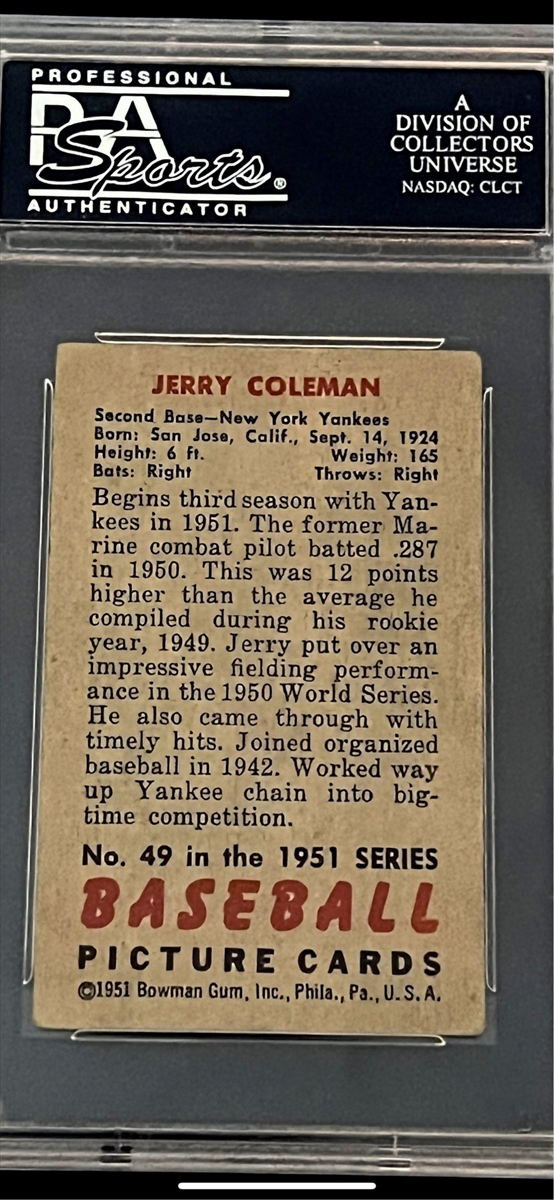 PROFESSIONAL
PSA
Sports®
AUTHENTICATOR
A
DIVISION OF
COLLECTORS
UNIVERSE
NASDAQ: CLCT
JERRY COLEMAN
Second Base—New York Yankees
Born: San Jose, Calif., Sept. 14, 1924
Height: 6 ft. Weight: 165
Bats: Right Throws: Right
Begins third season with Yan-
kees in 1951. The former Ma-
rine combat pilot batted .287
in 1950. This was 12 points
higher than the average he
compiled during his rookie
year, 1949. Jerry put over an
impressive fielding perform-
ance in the 1950 World Series.
He also came through with
timely hits. Joined organized
baseball in 1942. Worked way
up Yankee chain into big-
time competition.
No. 49 in the 1951 SERIES
BASEBALL
PICTURE CARDS
©1951 Bowman Gum, Inc., Phila., Pa., U.S.A.